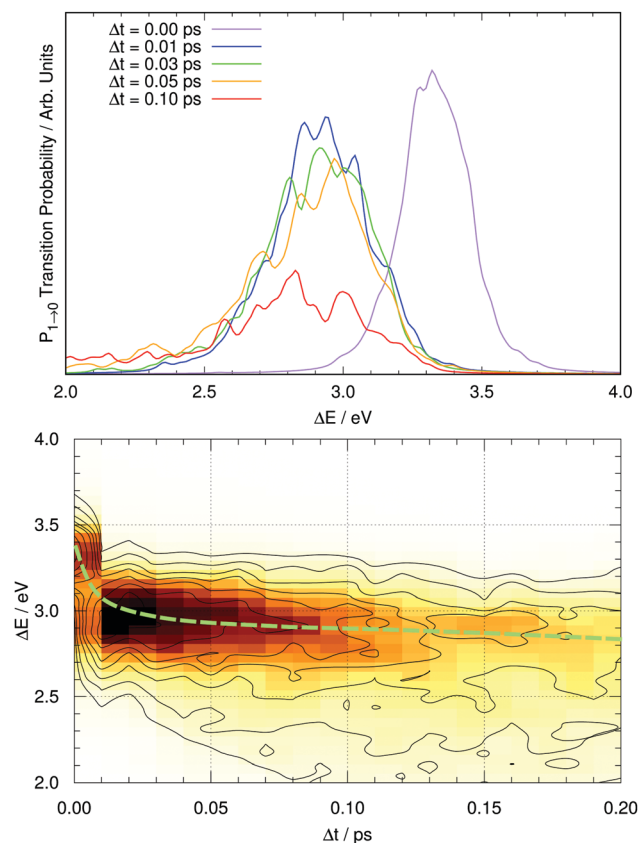 Δt = 0.00 ps
Δt = 0.01 ps
Δt = 0.03 ps
Δt = 0.05 ps
Δt = 0.10 ps
P1→0 Transition Probability / Arb. Units
2.0 2.5 3.0 3.5 4.0
ΔE / eV
4.0
3.5
3.0
2.5
2.0
ΔE / eV
0.00 0.05 0.10 0.15 0.20
Δt / ps